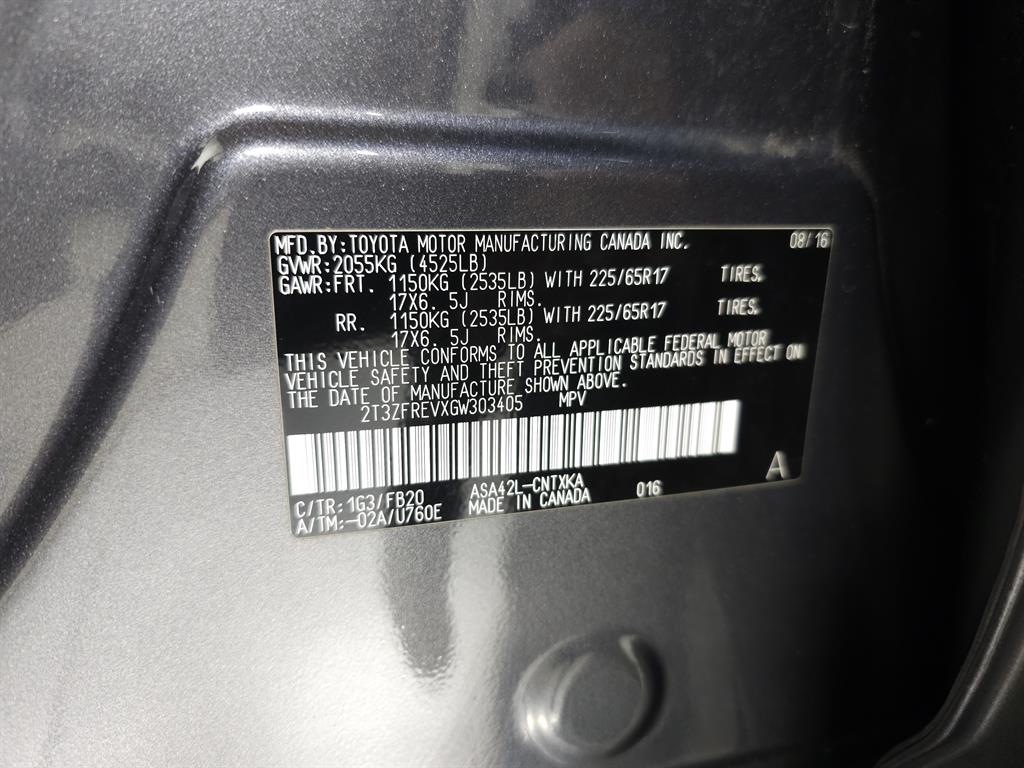 MFD.BY:TOYOTA MOTOR MANUFACTURING CANADA INC. 08/16
GVWR:2055KG (4525LB)
GAWR:FRT. 1150KG (2535LB) WITH 225/65R17 TIRES.
17X6.5J RIMS.
RR. 1150KG (2535LB) WITH 225/65R17 TIRES.
17X6.5J RIMS.
THIS VEHICLE CONFORMS TO ALL APPLICABLE FEDERAL MOTOR
VEHICLE SAFETY AND THEFT PREVENTION STANDARDS IN EFFECT ON
THE DATE OF MANUFACTURE SHOWN ABOVE.
2T3ZFREVXGW303405 MPV
A
C/TR:1G3/FB20 ASA42L-CNTXKA 016
A/TM:-02A/U760E MADE IN CANADA